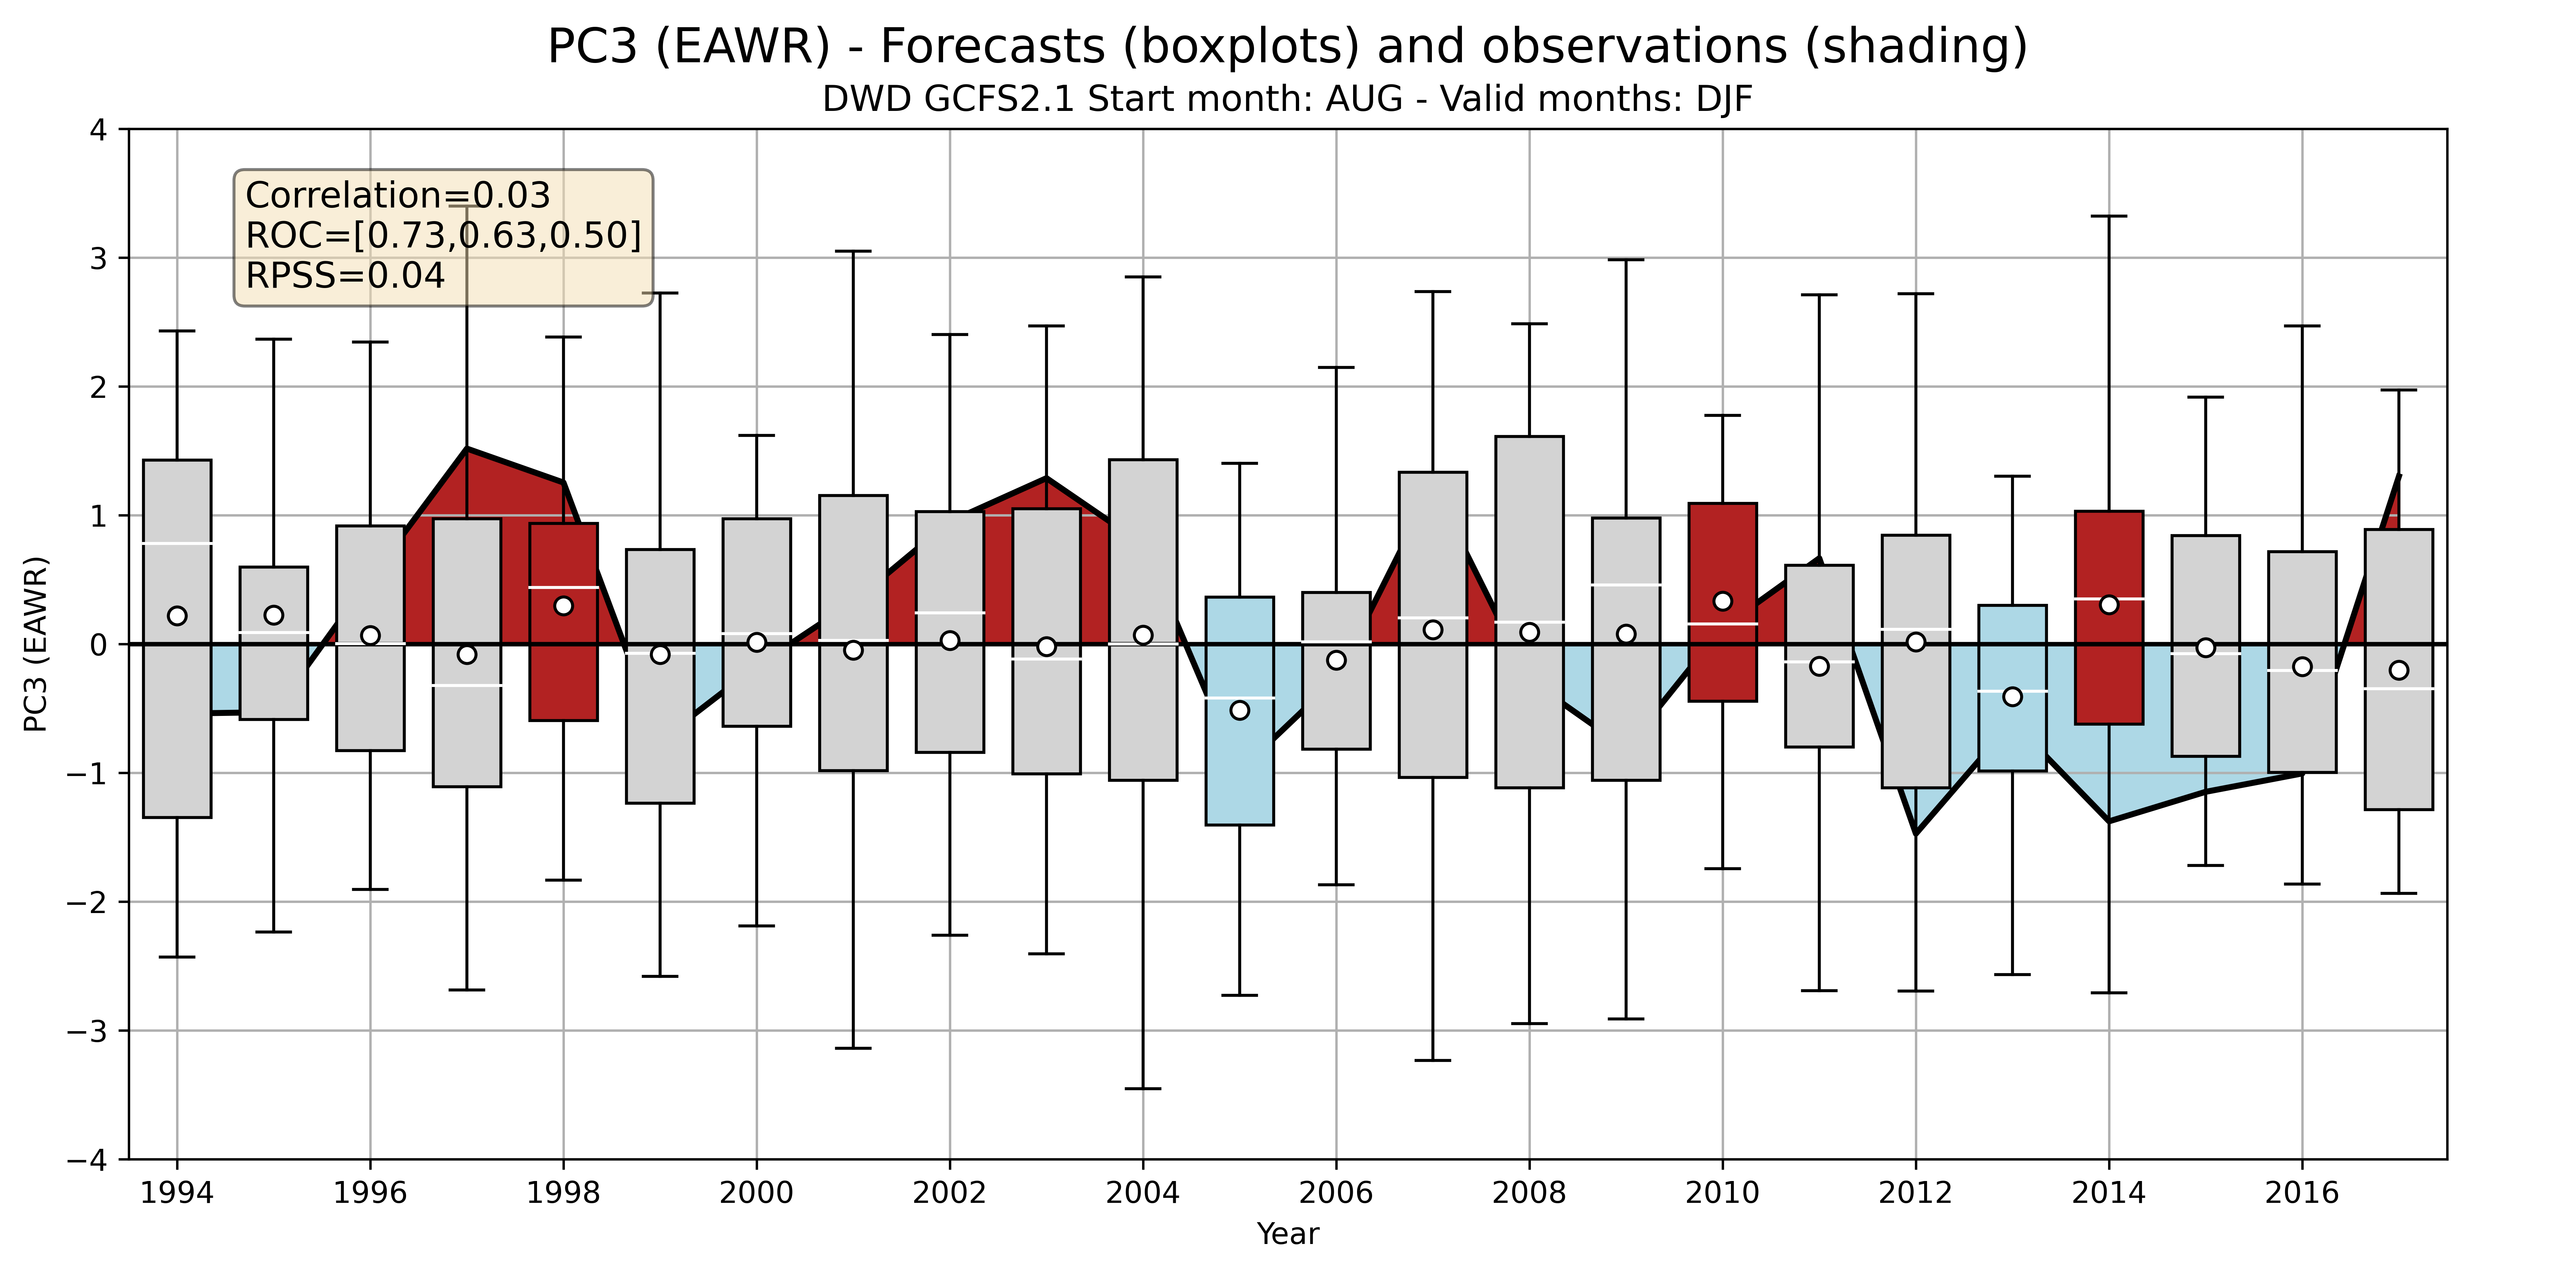 PC3 (EAWR) - Forecasts (boxplots) and observations (shading)
DWD GCFS2.1 Start month: AUG - Valid months: DJF
Correlation=0.03
ROC=[0.73,0.63,0.50]
RPSS=0.04
PC3 (EAWR)
4
3
2
1
0
−1
−2
−3
−4
1994 1996 1998 2000 2002 2004 2006 2008 2010 2012 2014 2016
Year